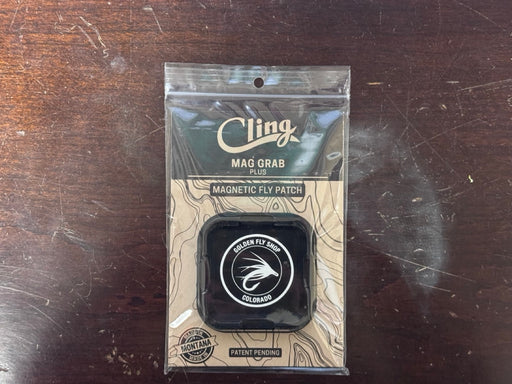 Cling
MAG GRAB
PLUS
MAGNETIC FLY PATCH
GOLDEN FLY SHOP
COLORADO
MONTANA
PATENT PENDING